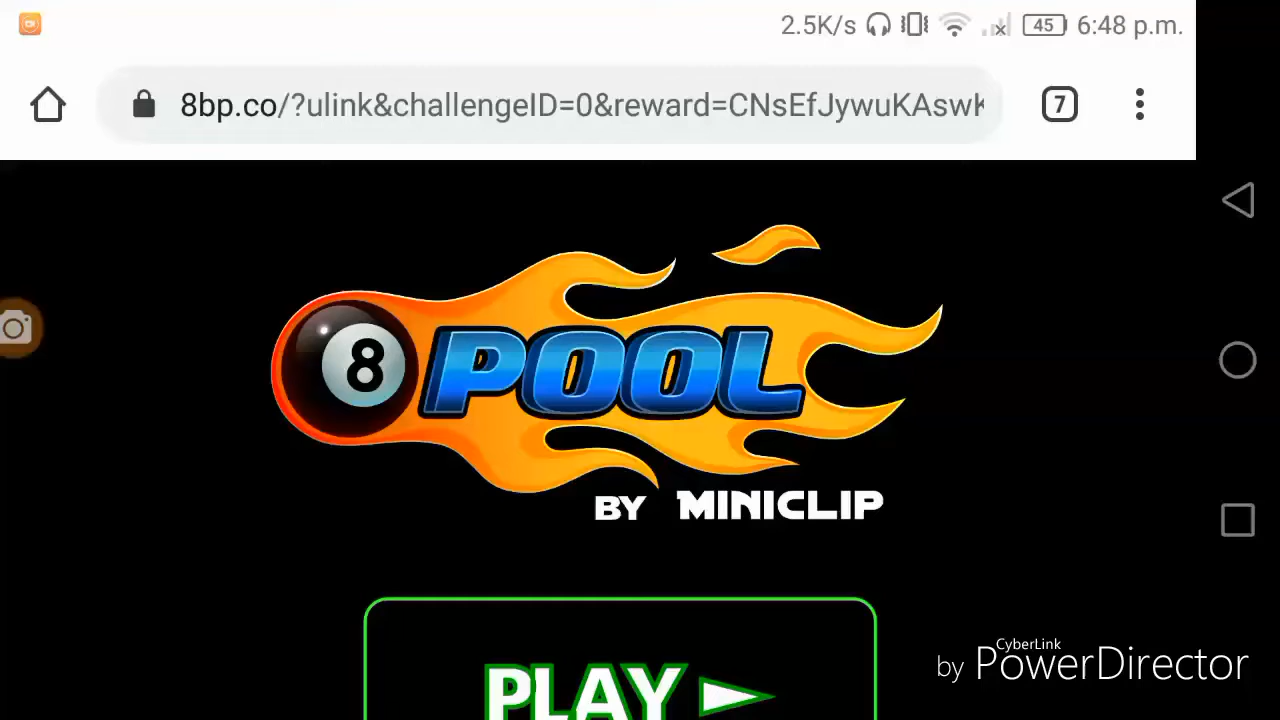 2.5K/s 45 6:48 p.m.
8bp.co/?ulink&challengeID=0&reward=CNsEfJywuKAswK
7
8 POOL
BY MINICLIP
PLAY
CyberLink
by PowerDirector